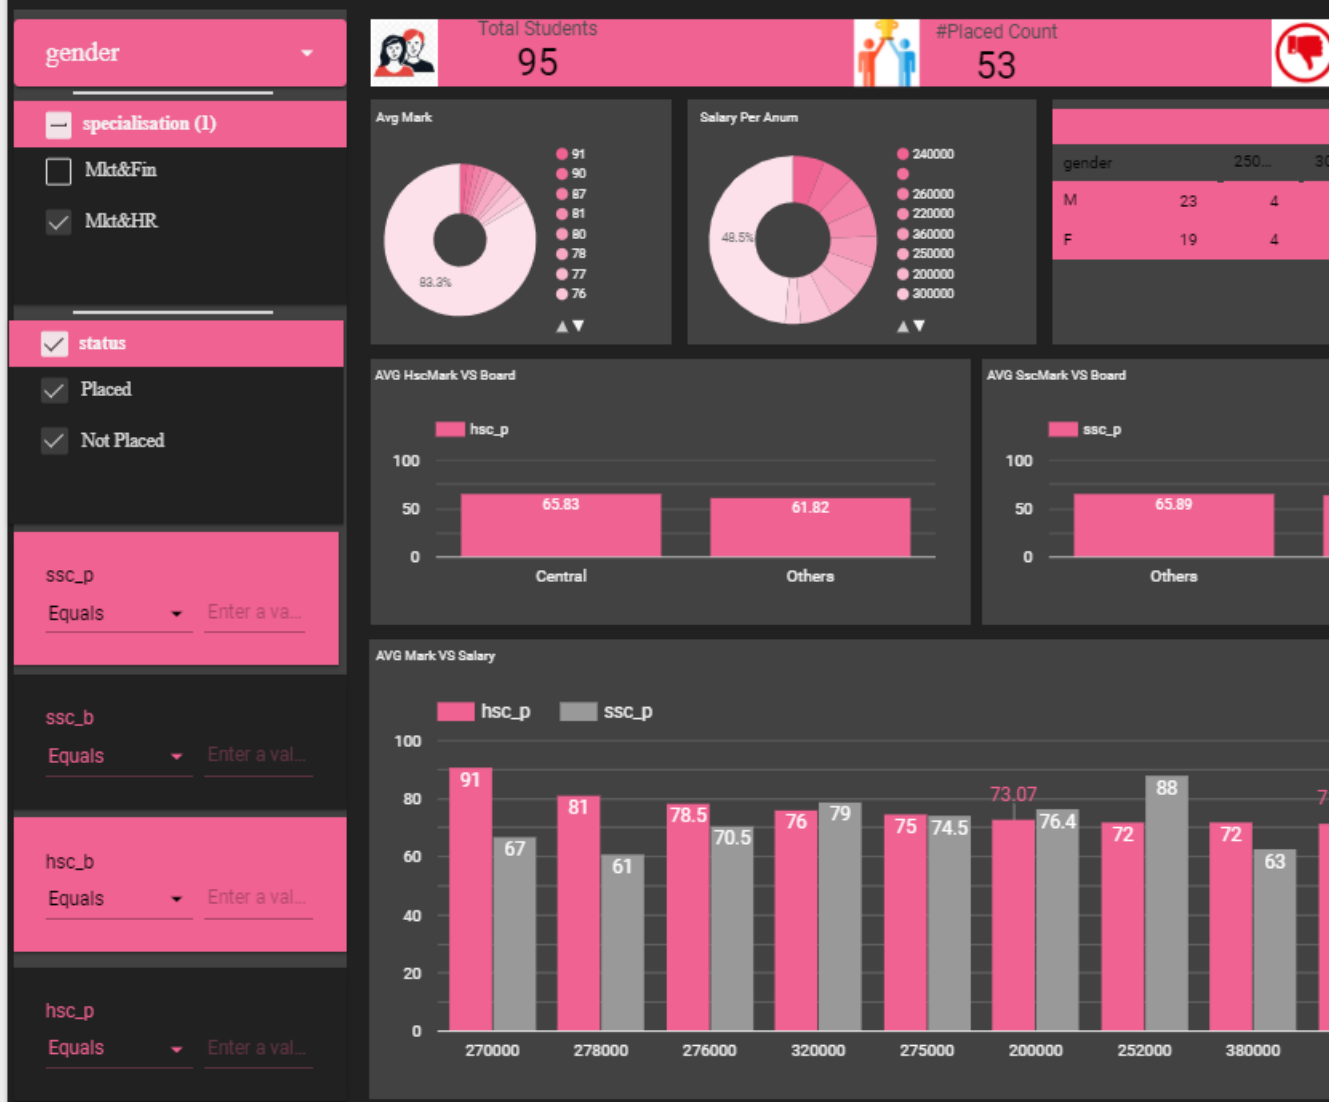 gender
specialisation (1)
Mkt&Fin
Mkt&HR
status
Placed
Not Placed
ssc_p
Equals Enter a va...
ssc_b
Equals Enter a val...
hsc_b
Equals Enter a val...
hsc_p
Equals Enter a val...
Total Students
95
#Placed Count
53
Avg Mark
83.3%
91
90
87
81
80
78
77
76
Salary Per Anum
48.5%
240000
260000
220000
360000
250000
200000
300000
gender 250... 30
M 23 4
F 19 4
AVG HscMark VS Board
hsc_p
100
50
0
65.83 61.82
Central Others
AVG SscMark VS Board
ssc_p
100
50
0
65.89
Others
AVG Mark VS Salary
hsc_p ssc_p
100
80
60
40
20
0
91 67 81 61 78.5 70.5 76 79 75 74.5 73.07 76.4 72 88 72 63
270000 278000 276000 320000 275000 200000 252000 380000